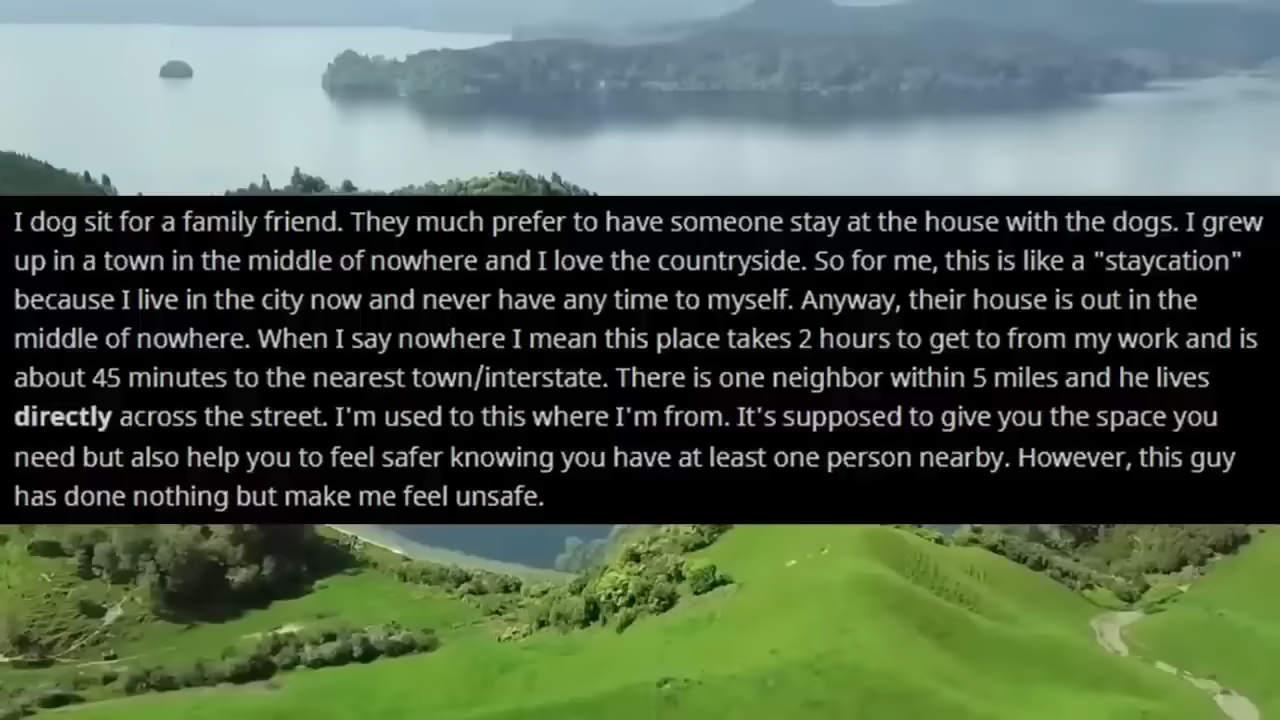 I dog sit for a family friend. They much prefer to have someone stay at the house with the dogs. I grew
up in a town in the middle of nowhere and I love the countryside. So for me, this is like a "staycation"
because I live in the city now and never have any time to myself. Anyway, their house is out in the
middle of nowhere. When I say nowhere I mean this place takes 2 hours to get to from my work and is
about 45 minutes to the nearest town/interstate. There is one neighbor within 5 miles and he lives
directly across the street. I'm used to this where I'm from. It's supposed to give you the space you
need but also help you to feel safer knowing you have at least one person nearby. However, this guy
has done nothing but make me feel unsafe.